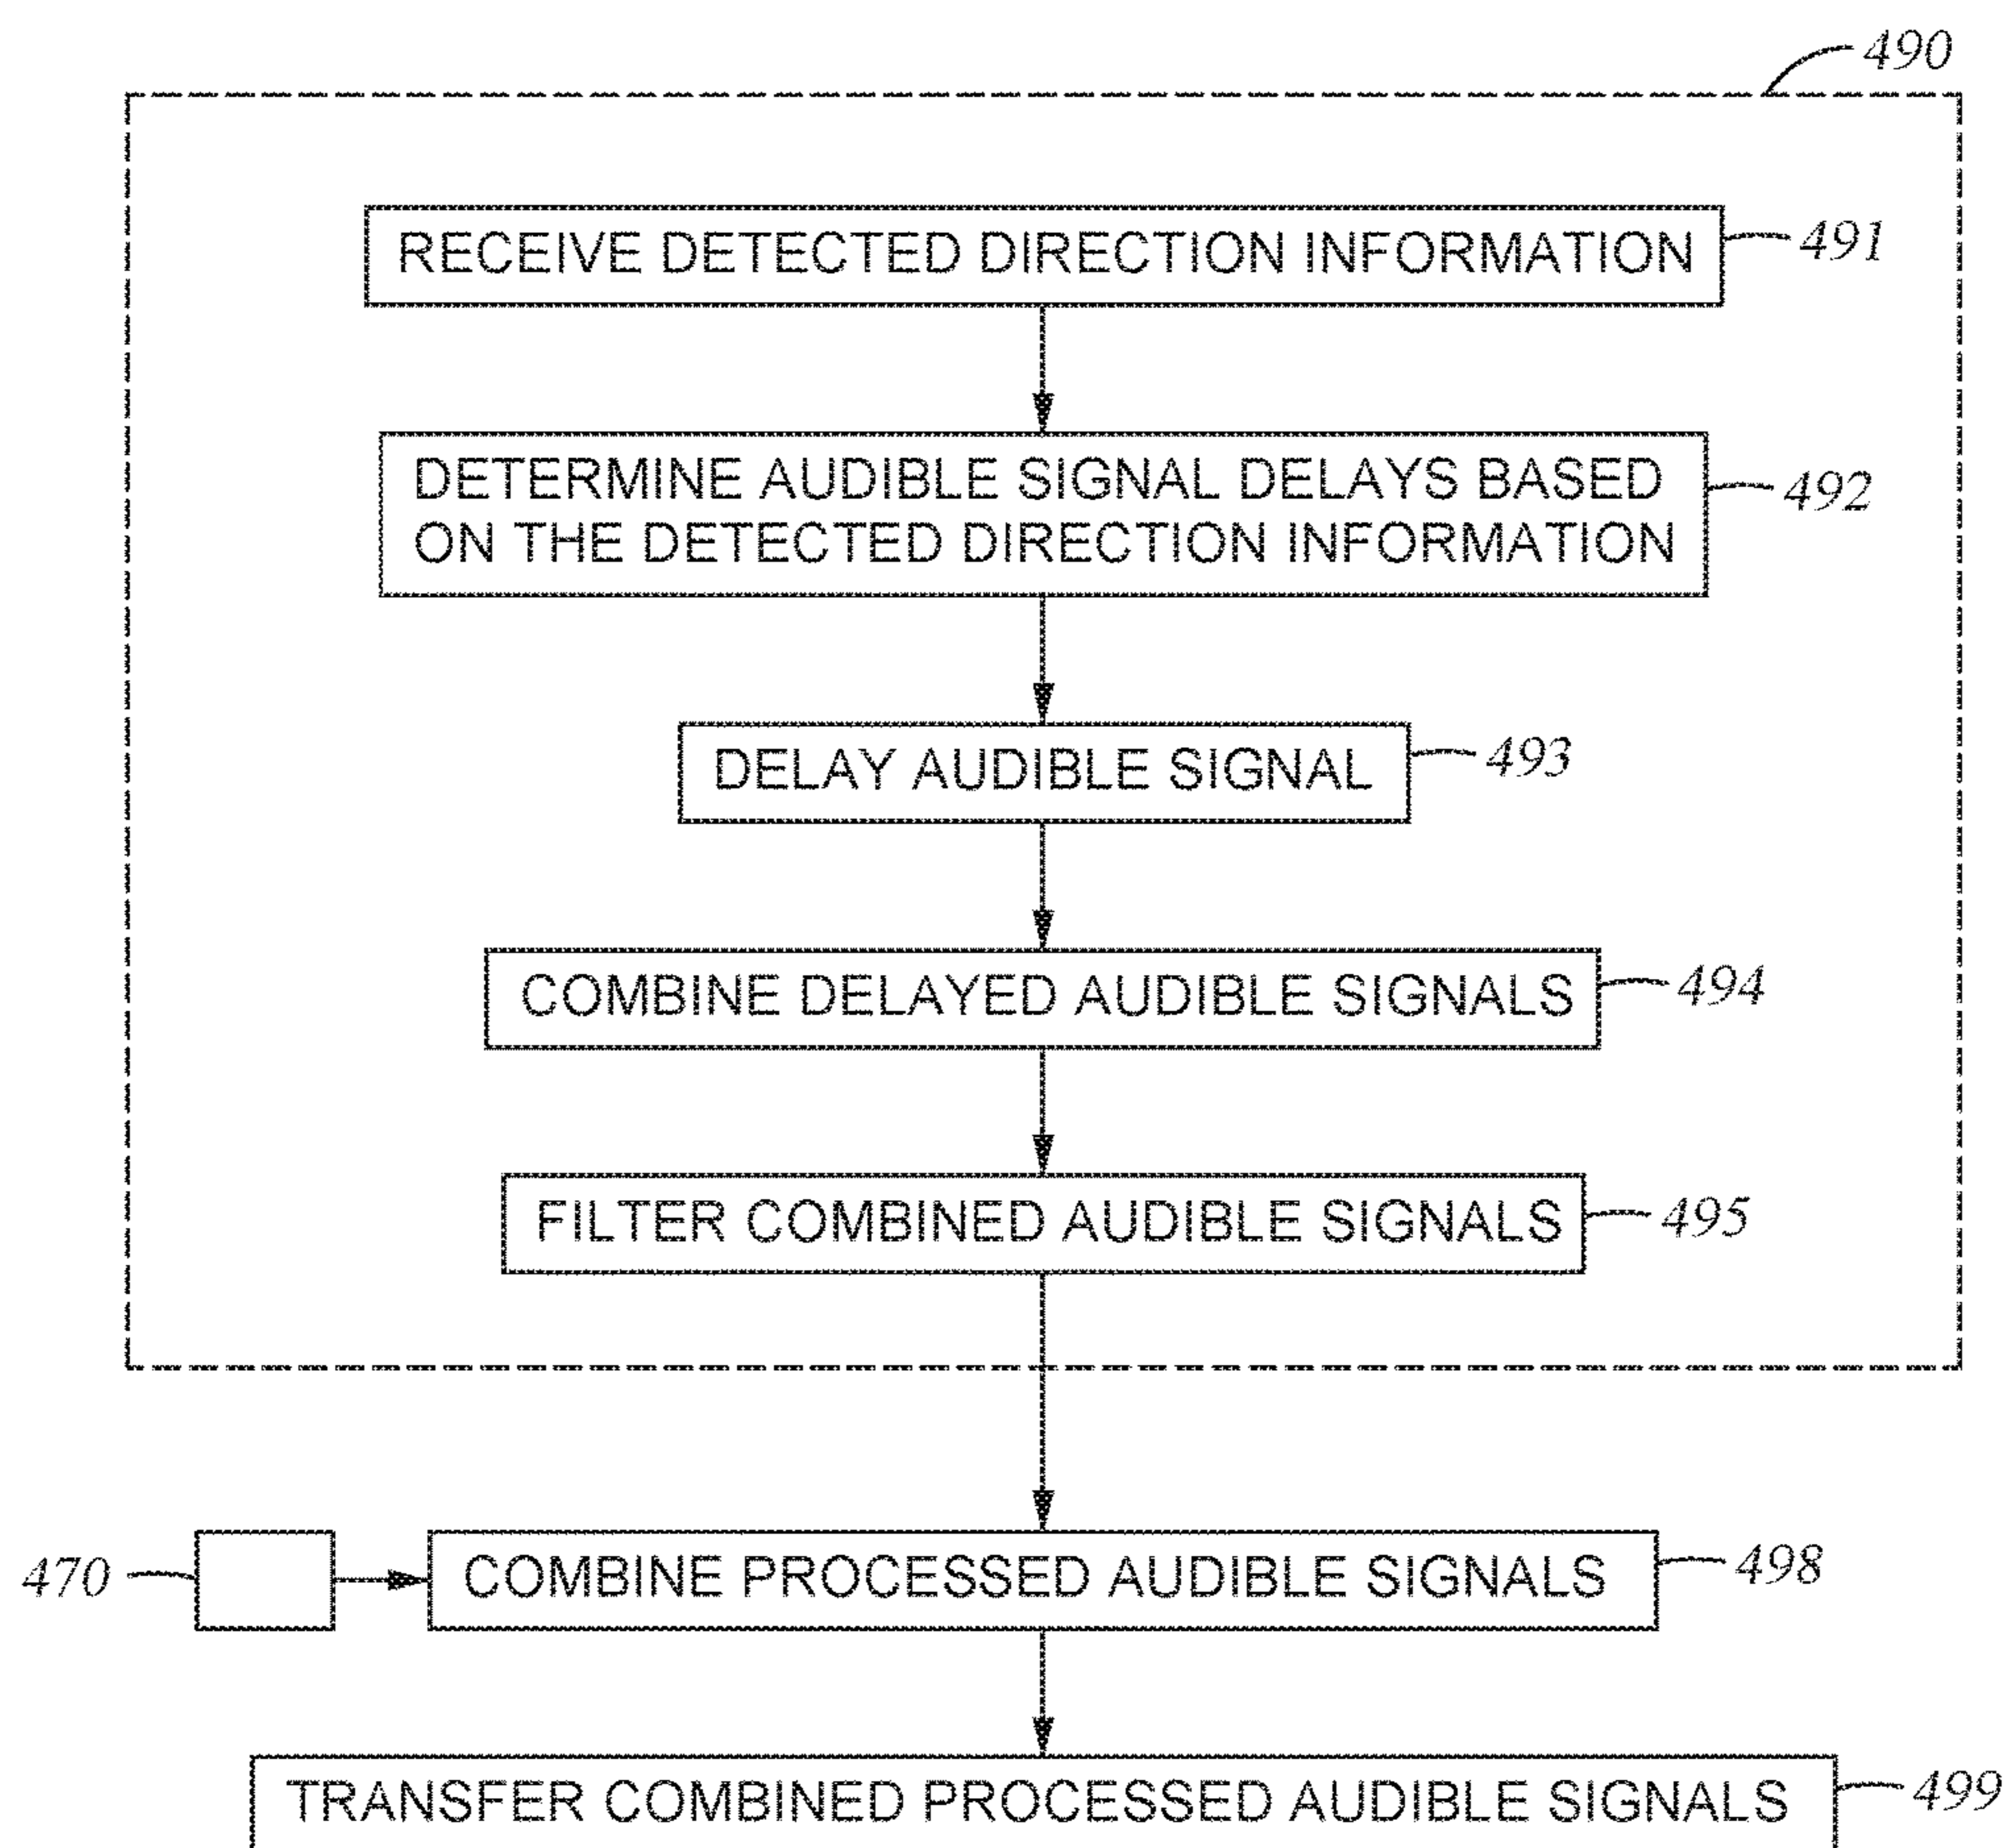 490
RECEIVE DETECTED DIRECTION INFORMATION 491
DETERMINE AUDIBLE SIGNAL DELAYS BASED
ON THE DETECTED DIRECTION INFORMATION 492
DELAY AUDIBLE SIGNAL 493
COMBINE DELAYED AUDIBLE SIGNALS 494
FILTER COMBINED AUDIBLE SIGNALS 495
470 COMBINE PROCESSED AUDIBLE SIGNALS 498
TRANSFER COMBINED PROCESSED AUDIBLE SIGNALS 499